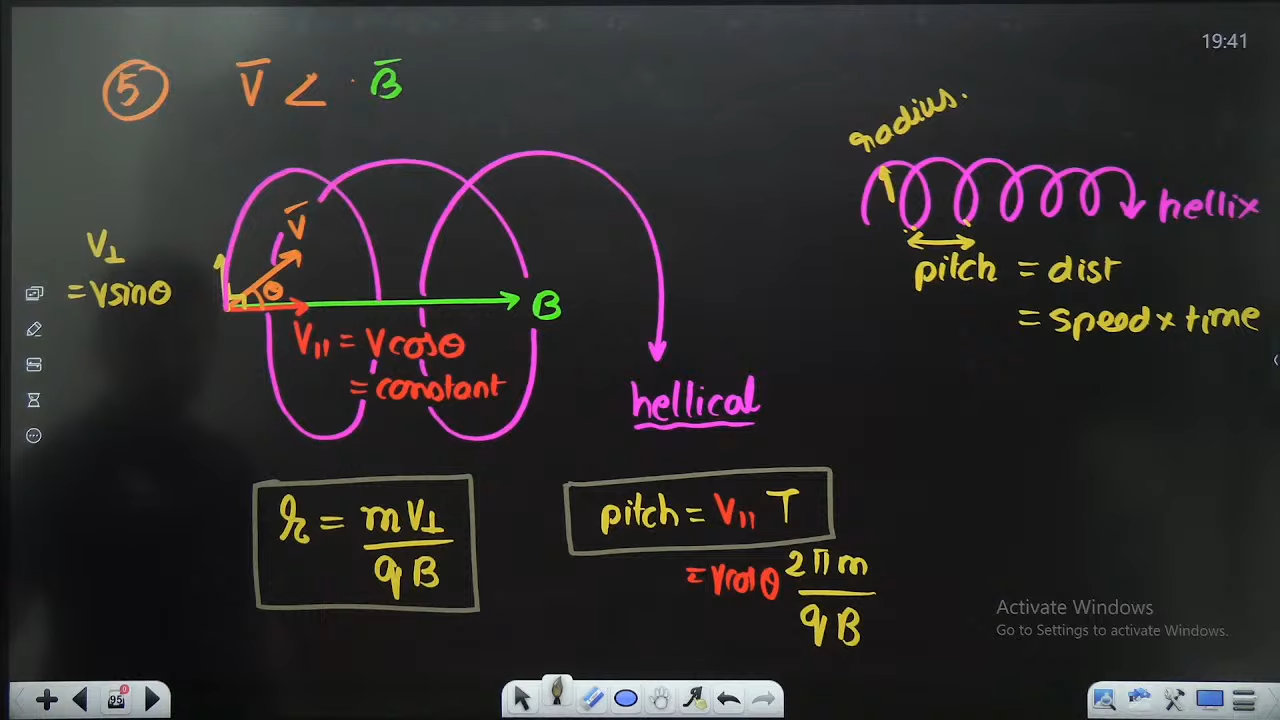 19:41
5 V̅ < B̅
radius.
hellix
pitch = dist
= speed x time
V⊥
= vsinθ
V̅
θ
B
V॥ = Vcosθ
= constant
hellical
r = mV⊥/qB
pitch = V॥ T
= Vcosθ 2πm/qB
Activate Windows
Go to Settings to activate Windows.
95